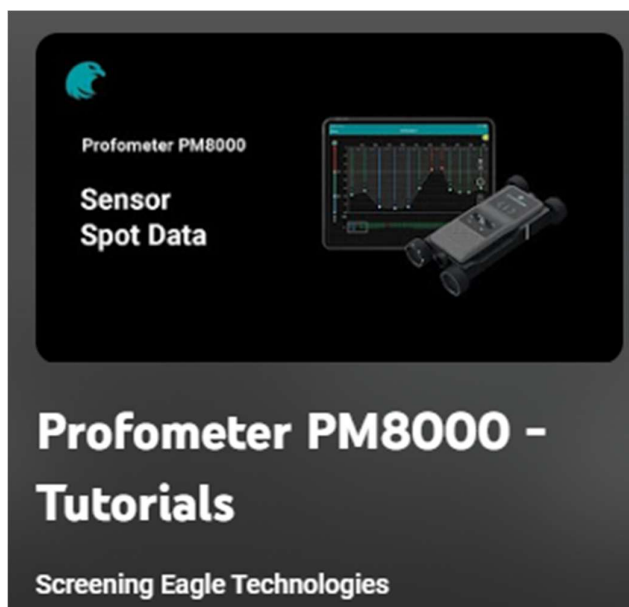 Profometer PM8000
Sensor
Spot Data
Profometer PM8000 -
Tutorials
Screening Eagle Technologies